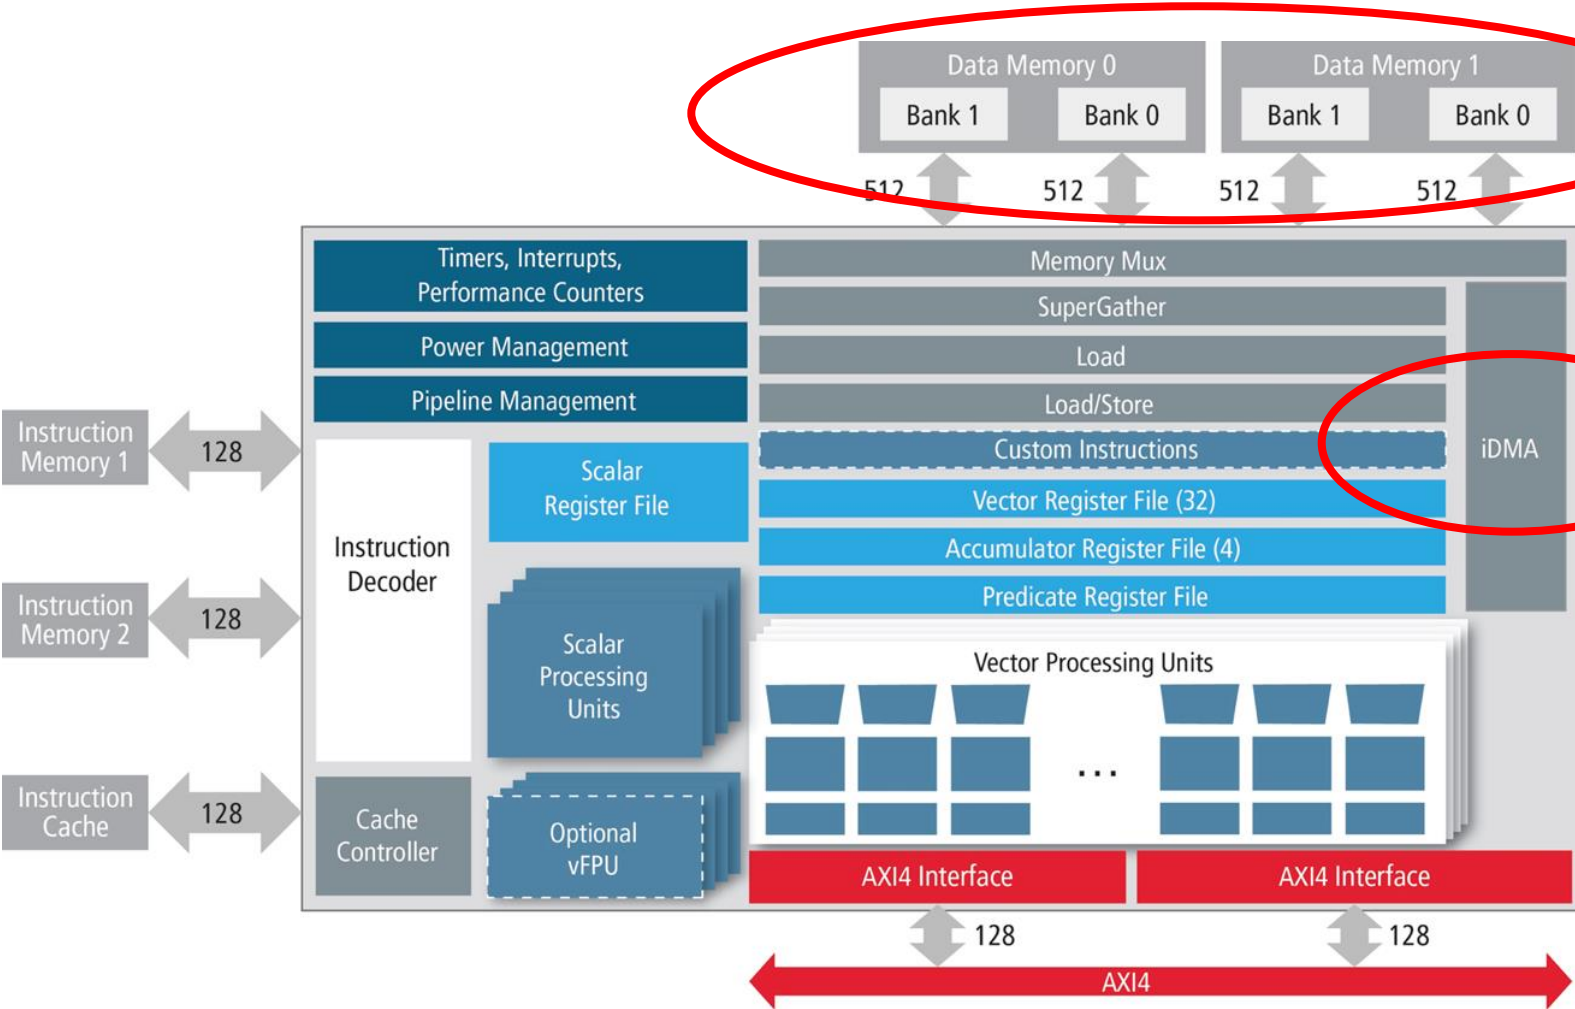 Data Memory 0
Data Memory 1
Bank 1
Bank 0
Bank 1
Bank 0
512
512
512
512
Timers, Interrupts,
Performance Counters
Memory Mux
SuperGather
Power Management
Load
Pipeline Management
Load/Store
Instruction
Memory 1
128
Scalar
Register File
Custom Instructions
iDMA
Vector Register File (32)
Instruction
Decoder
Accumulator Register File (4)
Instruction
Memory 2
128
Predicate Register File
Scalar
Processing
Units
Vector Processing Units
...
Instruction
Cache
128
Cache
Controller
Optional
vFPU
AXI4 Interface
AXI4 Interface
128
128
AXI4